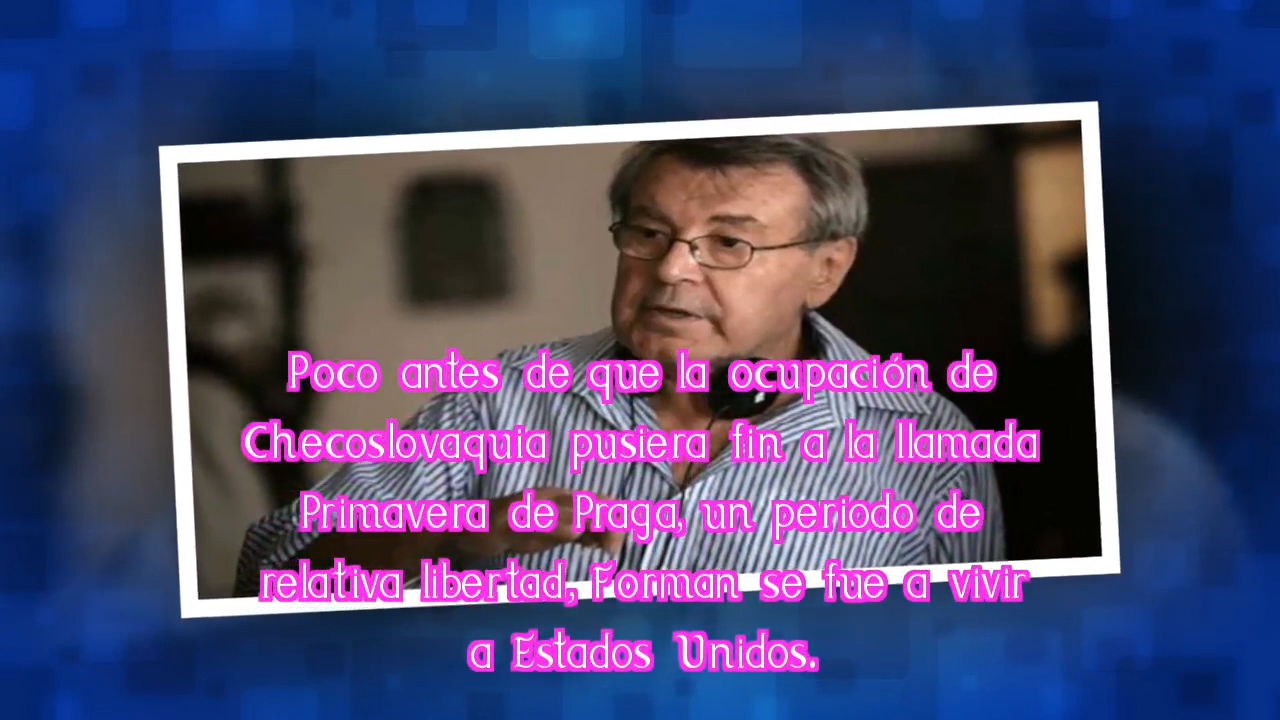 Poco antes de que la ocupación de
Checoslovaquia pusiera fin a la llamada
Primavera de Praga, un periodo de
relativa libertad, Forman se fue a vivir
a Estados Unidos.